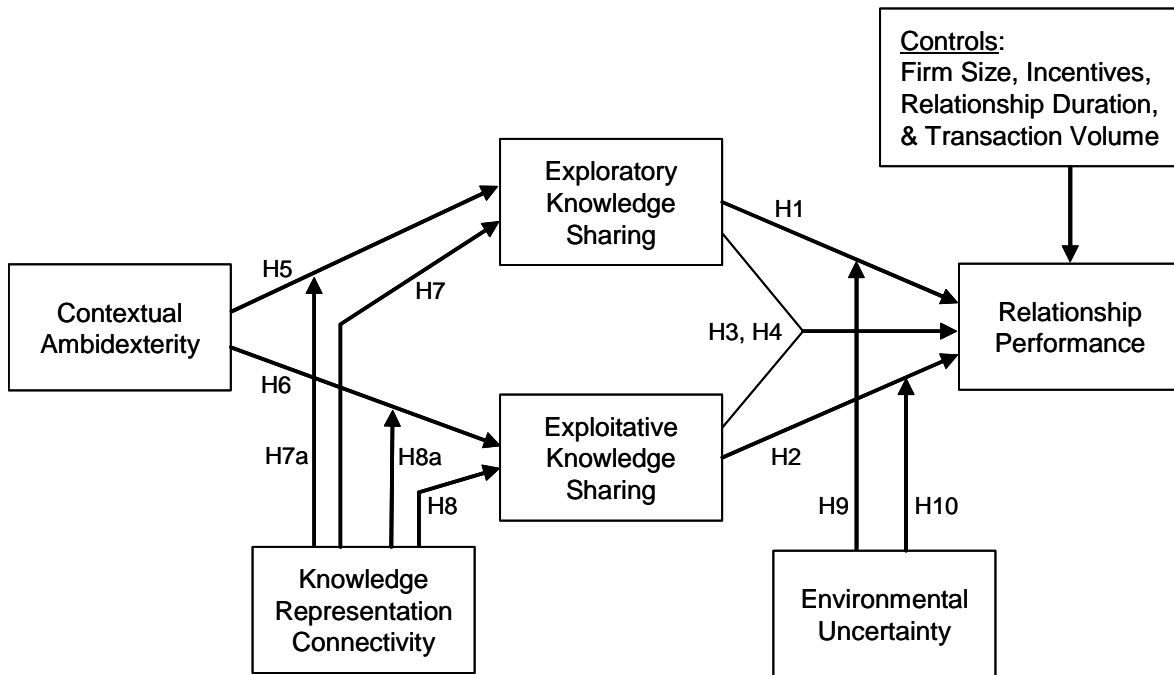 Controls:
Firm Size, Incentives,
Relationship Duration,
& Transaction Volume
Exploratory
Knowledge
Sharing
H1
H5
H7
Contextual
Ambidexterity
H3, H4
Relationship
Performance
H6
Exploitative
Knowledge
Sharing
H7a
H8a
H2
H8
H9
H10
Knowledge
Representation
Connectivity
Environmental
Uncertainty